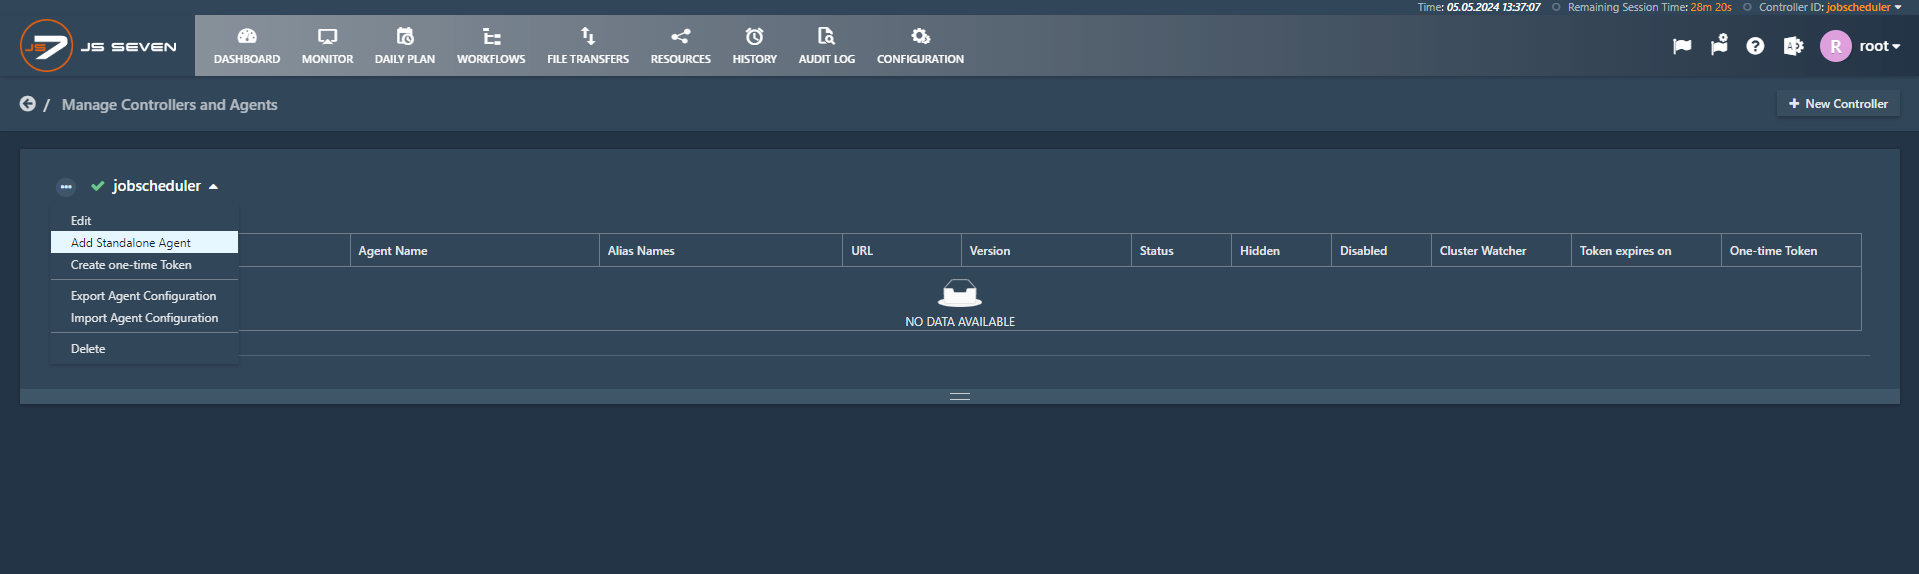 Time: 05.05.2024 13:37:07 Remaining Session Time: 28m 20s Controller ID: jobscheduler
JS7 JS SEVEN
DASHBOARD MONITOR DAILY PLAN WORKFLOWS FILE TRANSFERS RESOURCES HISTORY AUDIT LOG CONFIGURATION
R root
/ Manage Controllers and Agents
+ New Controller
jobscheduler
Edit
Add Standalone Agent
Create one-time Token
Export Agent Configuration
Import Agent Configuration
Delete
Agent Name Alias Names URL Version Status Hidden Disabled Cluster Watcher Token expires on One-time Token
NO DATA AVAILABLE